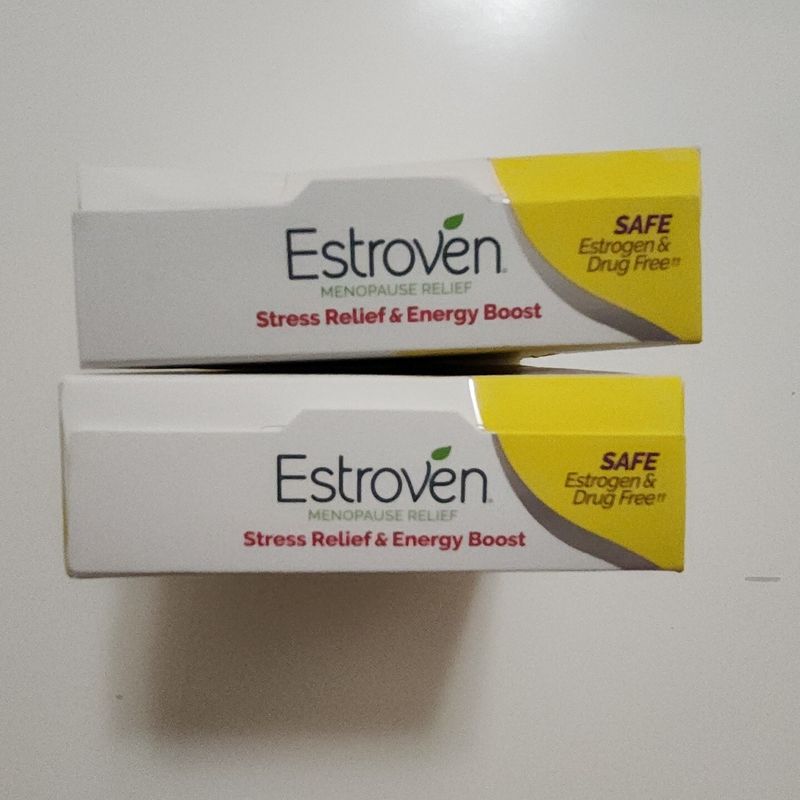 Estroven
MENOPAUSE RELIEF
Stress Relief & Energy Boost
SAFE
Estrogen &
Drug Free††
Estroven
MENOPAUSE RELIEF
Stress Relief & Energy Boost
SAFE
Estrogen &
Drug Free††